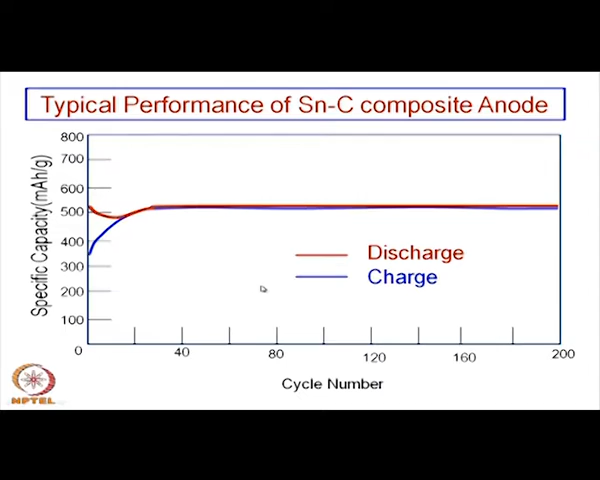 Typical Performance of Sn-C composite Anode
Specific Capacity(mAh/g)
800
700
600
500
400
300
200
100
0
40
80
120
160
200
Discharge
Charge
Cycle Number
NPTEL